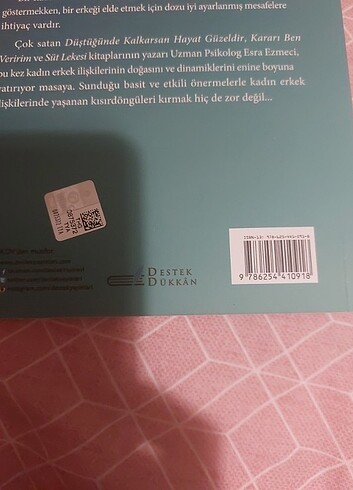 göstermekken, bir erkeği elde etmek için dozu iyi ayarlanmış mesafelere
ihtiyaç vardır.
Çok satan Düştüğünde Kalkarsan Hayat Güzeldir, Kararı Ben
Veririm ve Süt Lekesi kitaplarının yazarı Uzman Psikolog Esra Ezmeci,
bu kez kadın erkek ilişkilerinin doğasını ve dinamiklerini enine boyuna
yatırıyor masaya. Sunduğu basit ve etkili önermelerle kadın erkek
ilişkilerinde yaşanan kısırdöngüleri kırmak hiç de zor değil...
DESTEK
DÜKKÂN
9 786254 410918